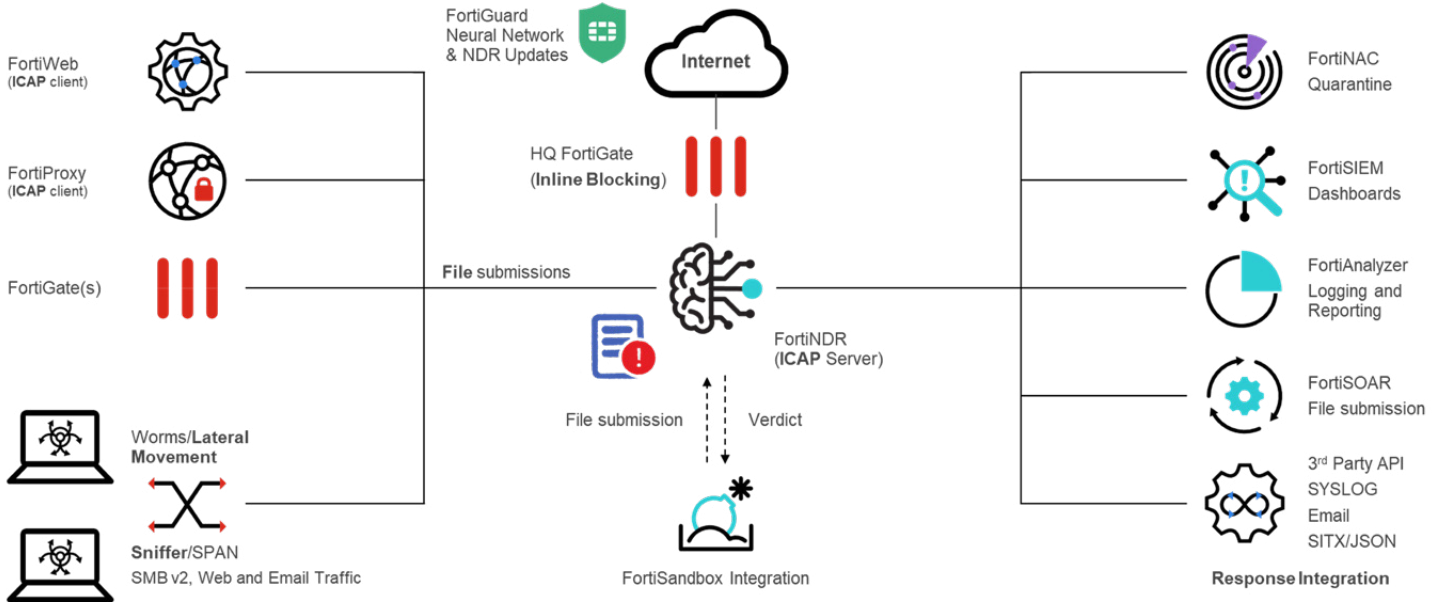 FortiGuard
Neural Network
& NDR Updates
Internet
FortiWeb
(ICAP client)
FortiProxy
(ICAP client)
FortiGate(s)
HQ FortiGate
(Inline Blocking)
File submissions
FortiNDR
(ICAP Server)
File submission
Verdict
FortiSandbox Integration
Worms/Lateral
Movement
Sniffer/SPAN
SMB v2, Web and Email Traffic
FortiNAC
Quarantine
FortiSIEM
Dashboards
FortiAnalyzer
Logging and
Reporting
FortiSOAR
File submission
3rd Party API
SYSLOG
Email
SITX/JSON
Response Integration